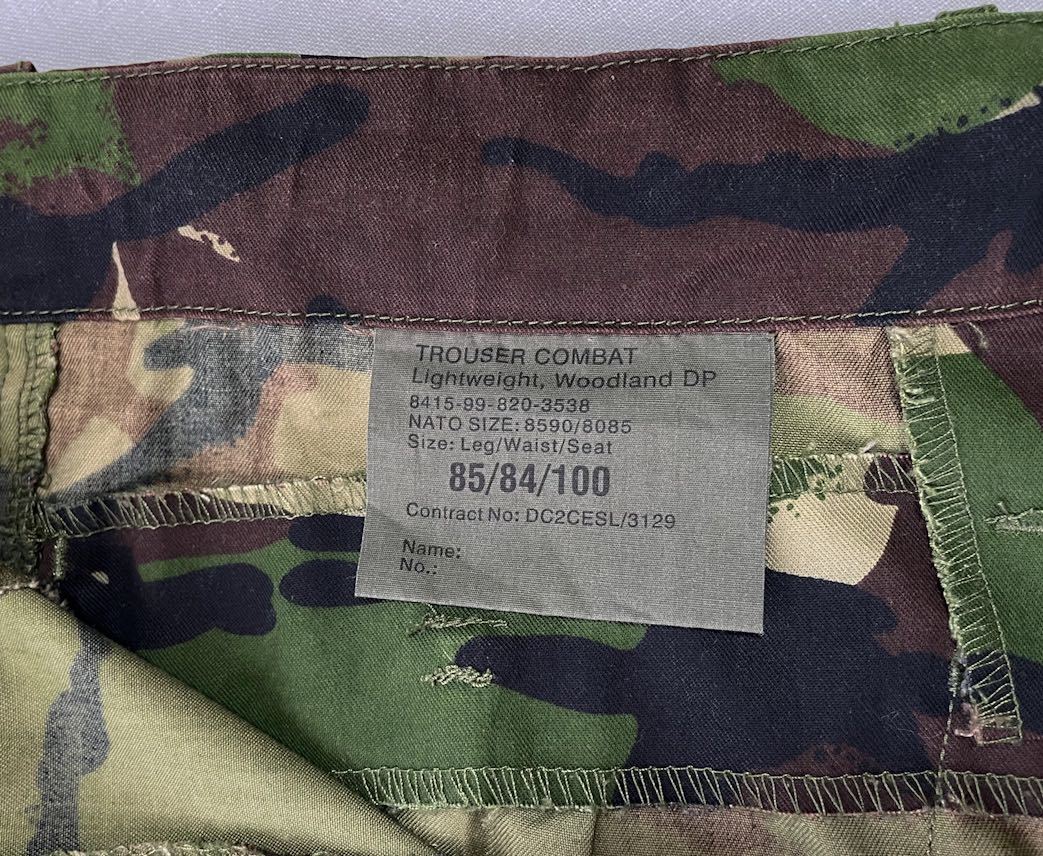 TROUSER COMBAT
Lightweight, Woodland DP
8415-99-820-3538
NATO SIZE: 8590/8085
Size: Leg/Waist/Seat
85/84/100
Contract No: DC2CESL/3129
Name:
No.: